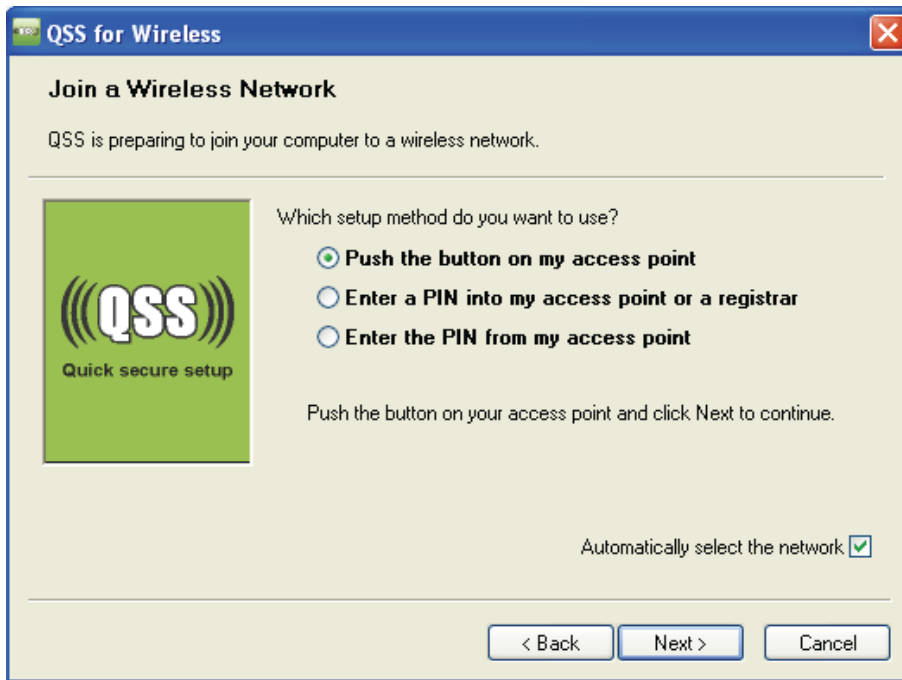 QSS for Wireless
Join a Wireless Network
QSS is preparing to join your computer to a wireless network.
Which setup method do you want to use?
Push the button on my access point
Enter a PIN into my access point or a registrar
Enter the PIN from my access point
QSS
Quick secure setup
Push the button on your access point and click Next to continue.
Automatically select the network
< Back
Next >
Cancel